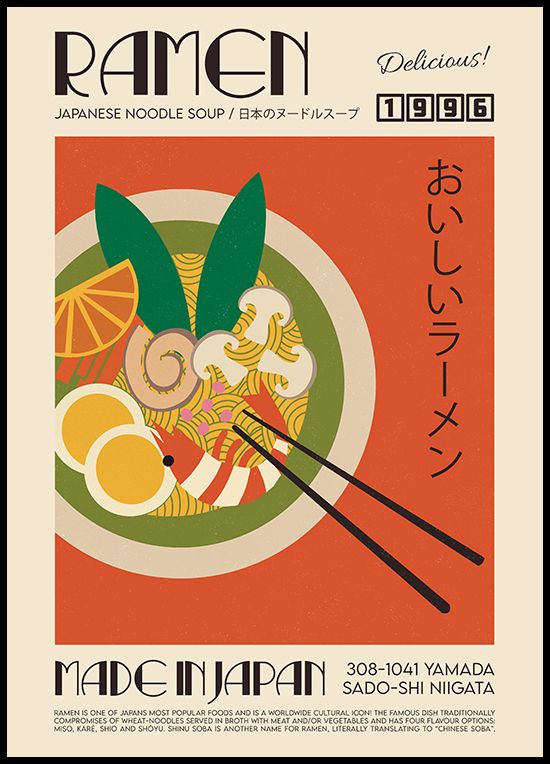 RAMEN
Delicious!
JAPANESE NOODLE SOUP / 日本のヌードルスープ
1996
おいしいラーメン
MADE IN JAPAN
308-1041 YAMADA
SADO-SHI NIIGATA
RAMEN IS ONE OF JAPANS MOST POPULAR FOODS AND IS A WORLDWIDE CULTURAL ICON! THE FAMOUS DISH TRADITIONALLY
COMPROMISES OF WHEAT-NOODLES SERVED IN BROTH WITH MEAT AND/OR VEGETABLES AND HAS FOUR FLAVOUR OPTIONS:
MISO, KARĒ, SHIO AND SHŌYU. SHINU SOBA IS ANOTHER NAME FOR RAMEN, LITERALLY TRANSLATING TO "CHINESE SOBA".